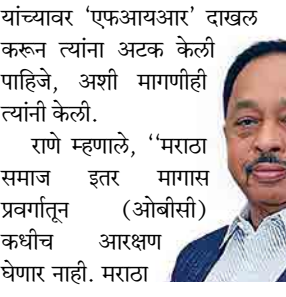 यांच्यावर ‘एफआयआर’ दाखल
करून त्यांना अटक केली
पाहिजे, अशी मागणीही
त्यांनी केली.
राणे म्हणाले, ‘‘मराठा
समाज इतर मागास
प्रवर्गातून (ओबीसी)
कधीच आरक्षण
घेणार नाही. मराठा